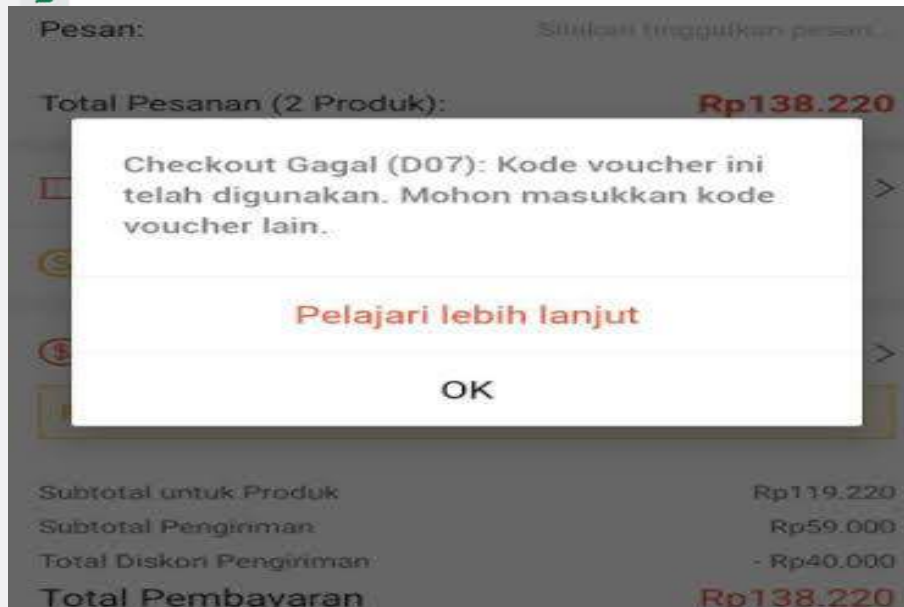 Pesan: Silakan tinggalkan pesan...
Total Pesanan (2 Produk): Rp138.220
Checkout Gagal (D07): Kode voucher ini
telah digunakan. Mohon masukkan kode
voucher lain.
>
Pelajari lebih lanjut
>
OK
Subtotal untuk Produk Rp119.220
Subtotal Pengiriman Rp59.000
Total Diskon Pengiriman - Rp40.000
Total Pembayaran Rp138.220